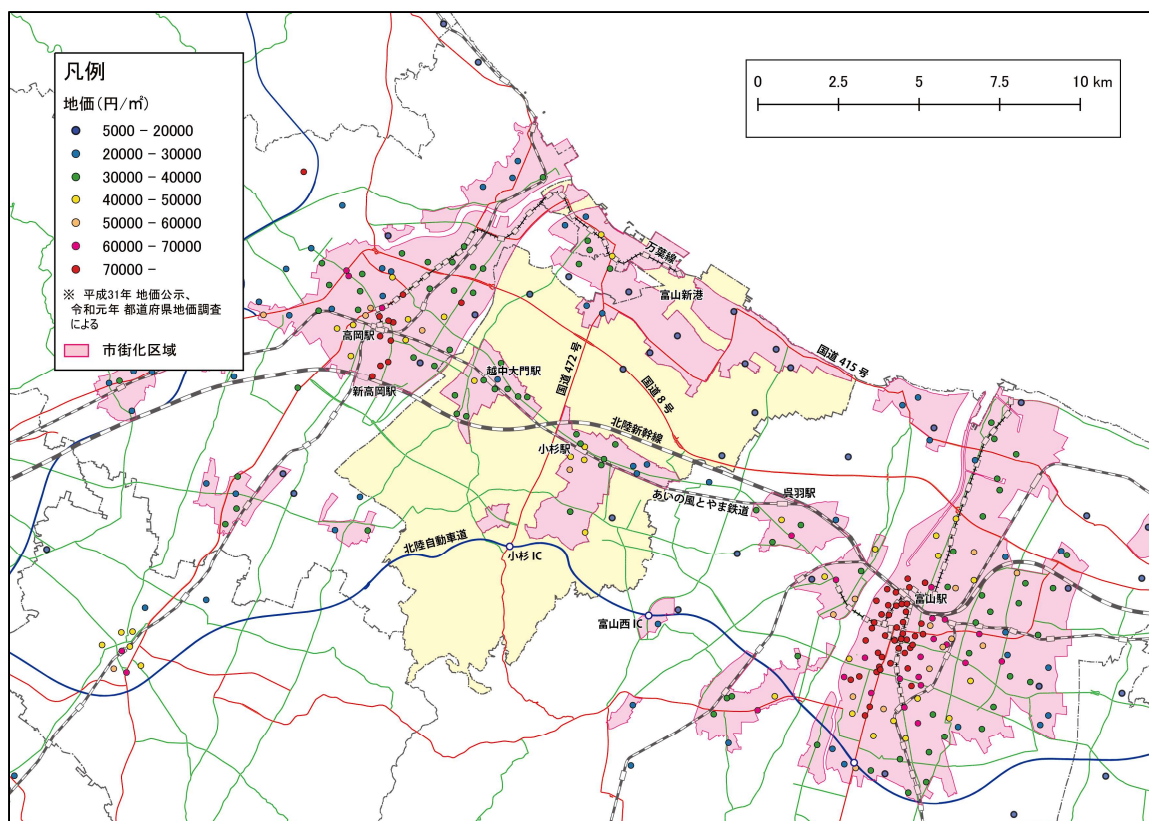 凡例
地価(円/㎡)
5000 − 20000
20000 − 30000
30000 − 40000
40000 − 50000
50000 − 60000
60000 − 70000
70000 −
※ 平成31年 地価公示、
令和元年 都道府県地価調査
による
市街化区域
0 2.5 5 7.5 10 km
万葉線
富山新港
高岡駅
越中大門駅
国道 472 号
国道 8 号
国道 415 号
新高岡駅
北陸新幹線
小杉駅
あいの風とやま鉄道
呉羽駅
北陸自動車道
小杉 IC
富山駅
富山西 IC